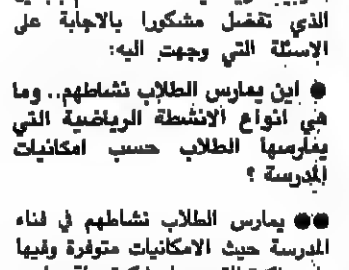 الذي تفضل مشكورا بالاجابة على
الاسئلة التي وجهت اليه:
● اين يمارس الطلاب نشاطهم.. وما
هي انواع الانشطة الرياضية التي
يمارسها الطلاب حسب امكانيات
المدرسة ؟
●● يمارس الطلاب نشاطهم في فناء
المدرسة حيث الامكانيات متوفرة وفيها